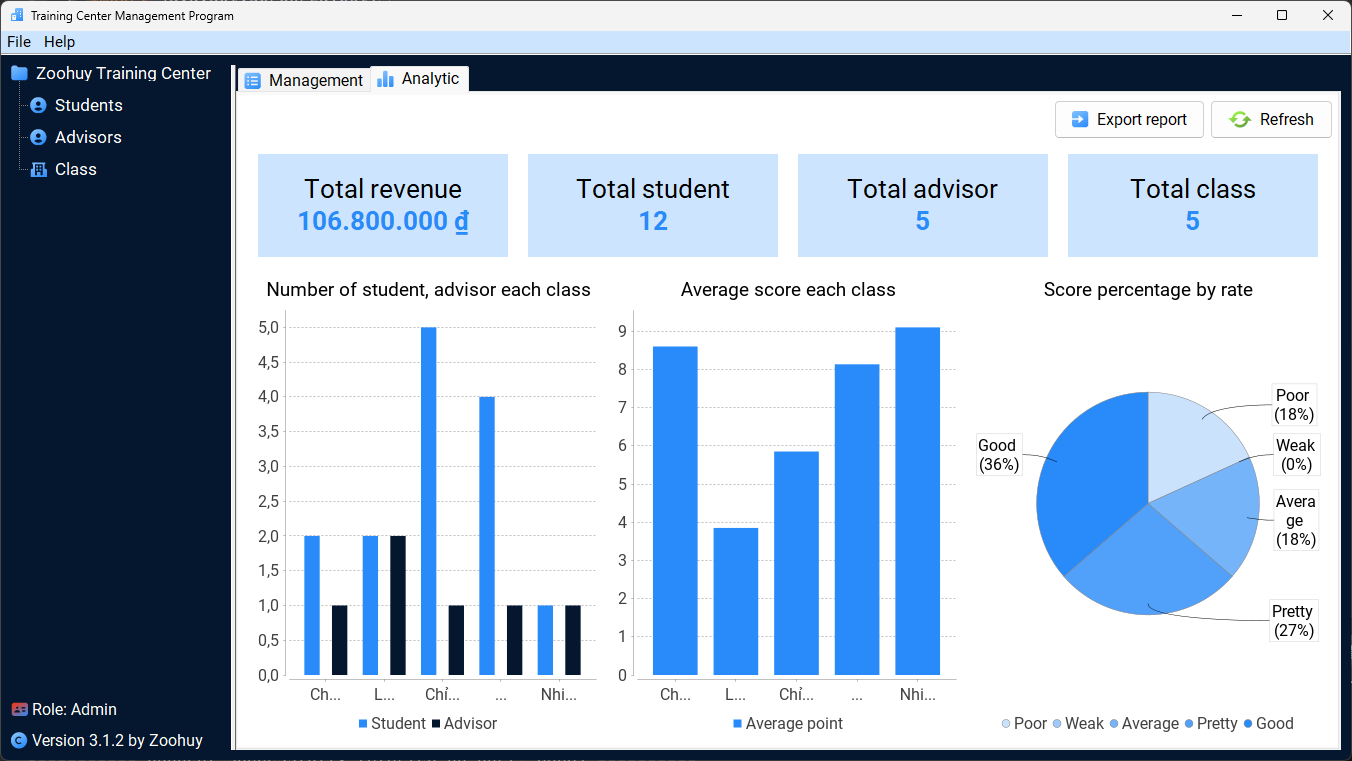 Training Center Management Program
File Help
Zoohuy Training Center
Students
Advisors
Class
Role: Admin
Version 3.1.2 by Zoohuy
Management Analytic
Export report Refresh
Total revenue
106.800.000 ₫
Total student
12
Total advisor
5
Total class
5
Number of student, advisor each class
5,0
4,5
4,0
3,5
3,0
2,5
2,0
1,5
1,0
0,5
0,0
Ch... L... Chỉ... ... Nhi...
Student Advisor
Average score each class
9
8
7
6
5
4
3
2
1
0
Ch... L... Chỉ... ... Nhi...
Average point
Score percentage by rate
Poor
(18%)
Weak
(0%)
Avera
ge
(18%)
Pretty
(27%)
Good
(36%)
Poor Weak Average Pretty Good